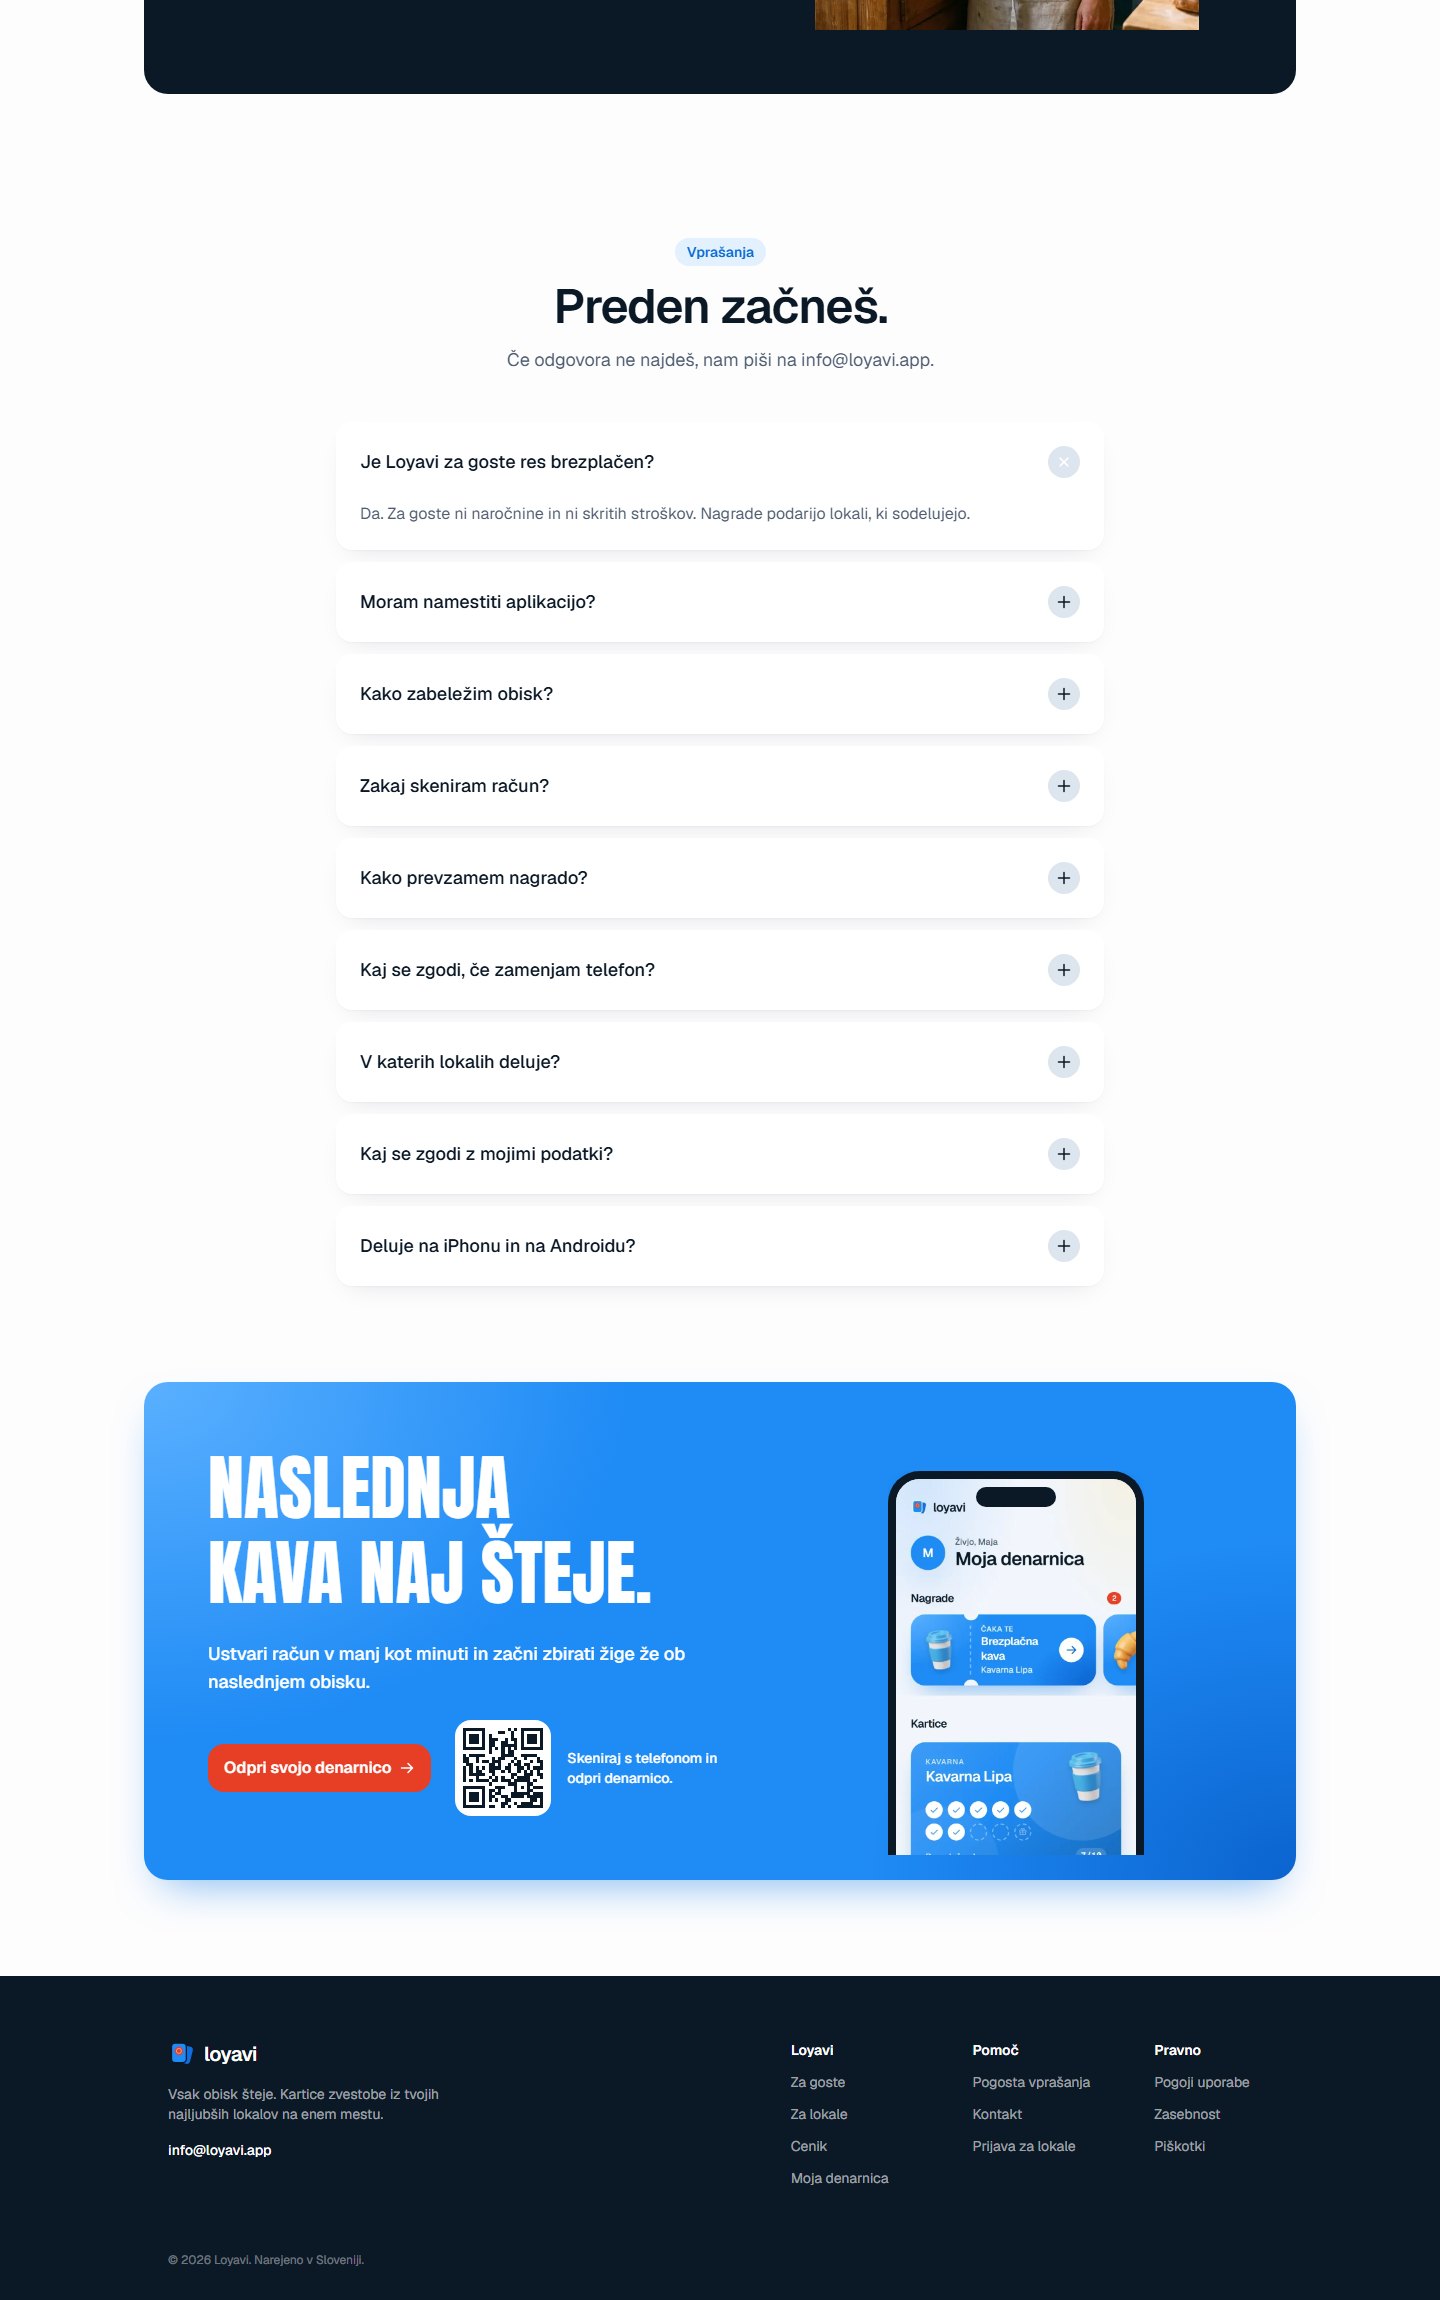 Vprašanja
Preden začneš.
Če odgovora ne najdeš, nam piši na info@loyavi.app.
Je Loyavi za goste res brezplačen?
Da. Za goste ni naročnine in ni skritih stroškov. Nagrade podarijo lokali, ki sodelujejo.
Moram namestiti aplikacijo?
Kako zabeležim obisk?
Zakaj skeniram račun?
Kako prevzamem nagrado?
Kaj se zgodi, če zamenjam telefon?
V katerih lokalih deluje?
Kaj se zgodi z mojimi podatki?
Deluje na iPhonu in na Androidu?
NASLEDNJA
KAVA NAJ ŠTEJE.
Ustvari račun v manj kot minuti in začni zbirati žige že ob
naslednjem obisku.
Odpri svojo denarnico →
Skeniraj s telefonom in
odpri denarnico.
loyavi
M
Živjo, Maja
Moja denarnica
Nagrade
2
ČAKA TE
Brezplačna
kava
Kavarna Lipa
Kartice
KAVARNA
Kavarna Lipa
loyavi
Vsak obisk šteje. Kartice zvestobe iz tvojih
najljubših lokalov na enem mestu.
info@loyavi.app
Loyavi
Za goste
Za lokale
Cenik
Moja denarnica
Pomoč
Pogosta vprašanja
Kontakt
Prijava za lokale
Pravno
Pogoji uporabe
Zasebnost
Piškotki
© 2026 Loyavi. Narejeno v Sloveniji.